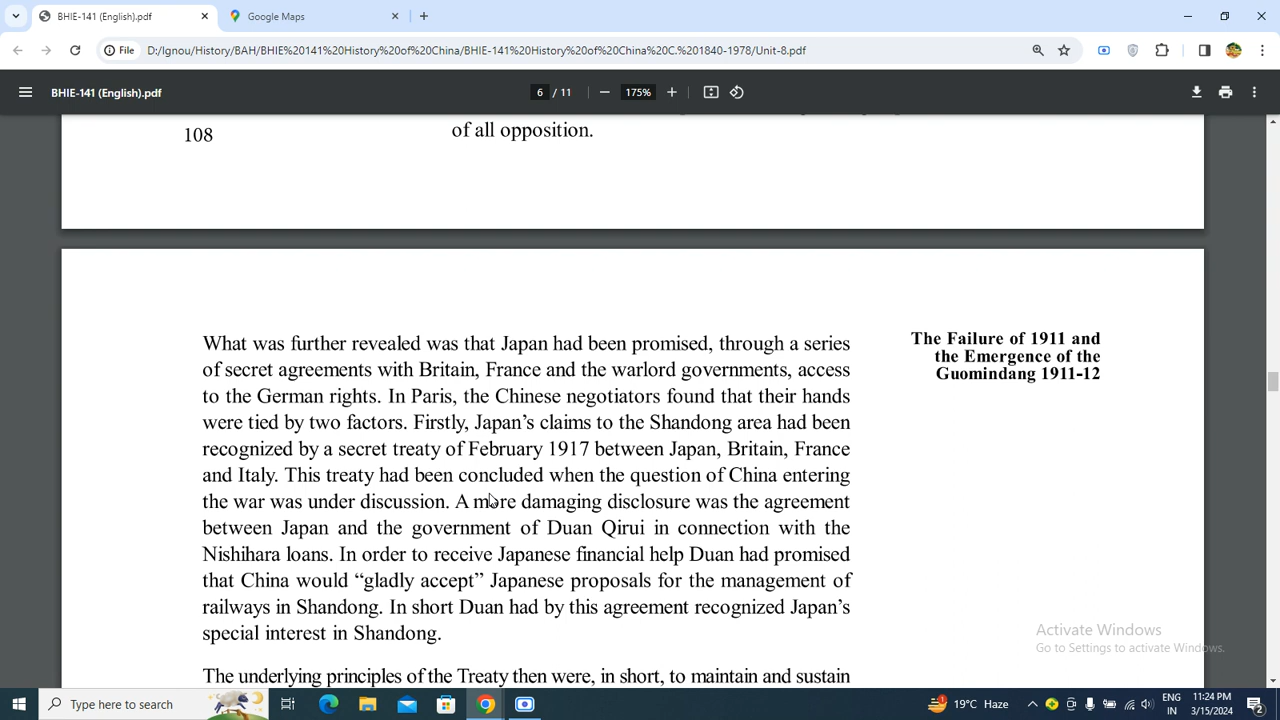 BHIE-141 (English).pdf
Google Maps
File
D:/Ignou/History/BAH/BHIE%20141%20History%20of%20China/BHIE-141%20History%20of%20China%20C.%201840-1978/Unit-8.pdf
BHIE-141 (English).pdf
6 / 11
175%
108
of all opposition.
What was further revealed was that Japan had been promised, through a series
of secret agreements with Britain, France and the warlord governments, access
to the German rights. In Paris, the Chinese negotiators found that their hands
were tied by two factors. Firstly, Japan’s claims to the Shandong area had been
recognized by a secret treaty of February 1917 between Japan, Britain, France
and Italy. This treaty had been concluded when the question of China entering
the war was under discussion. A more damaging disclosure was the agreement
between Japan and the government of Duan Qirui in connection with the
Nishihara loans. In order to receive Japanese financial help Duan had promised
that China would “gladly accept” Japanese proposals for the management of
railways in Shandong. In short Duan had by this agreement recognized Japan’s
special interest in Shandong.
The underlying principles of the Treaty then were, in short, to maintain and sustain
The Failure of 1911 and
the Emergence of the
Guomindang 1911-12
Activate Windows
Go to Settings to activate Windows.
Type here to search
19°C Haze
ENG
IN
11:24 PM
3/15/2024
2